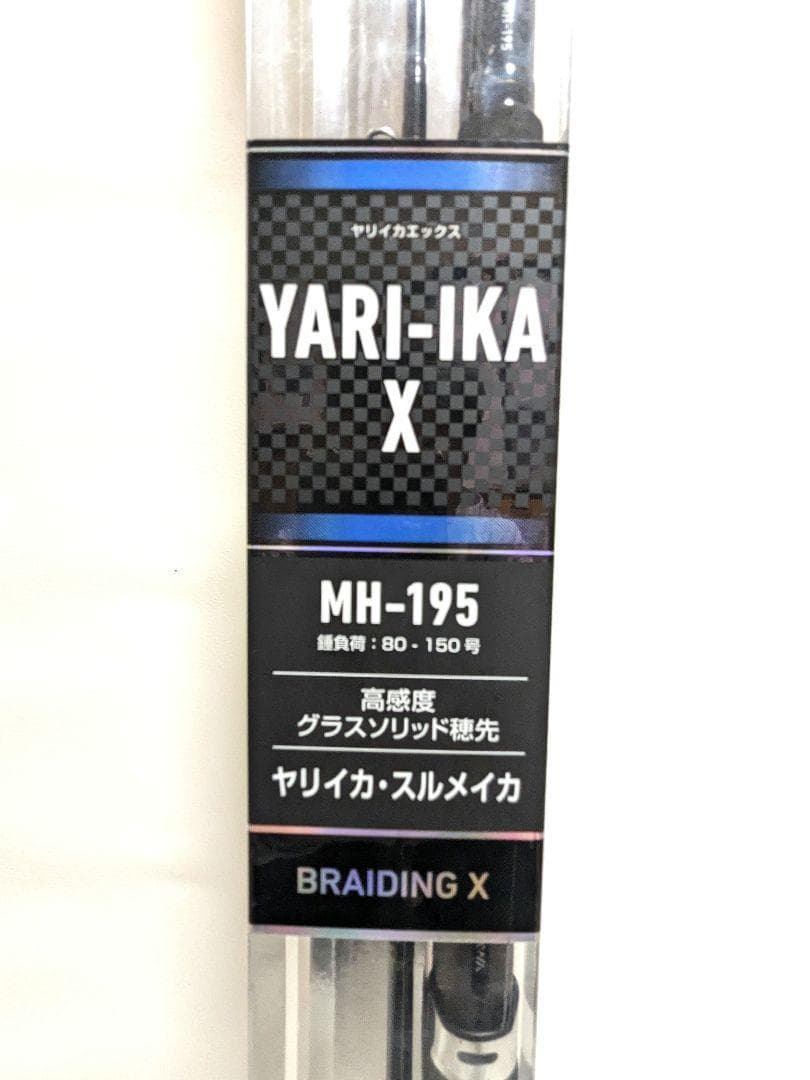 MH-195
ヤリイカエックス
YARI-IKA
X
MH-195
錘負荷：80 - 150 号
高感度
グラスソリッド穂先
ヤリイカ・スルメイカ
BRAIDING X